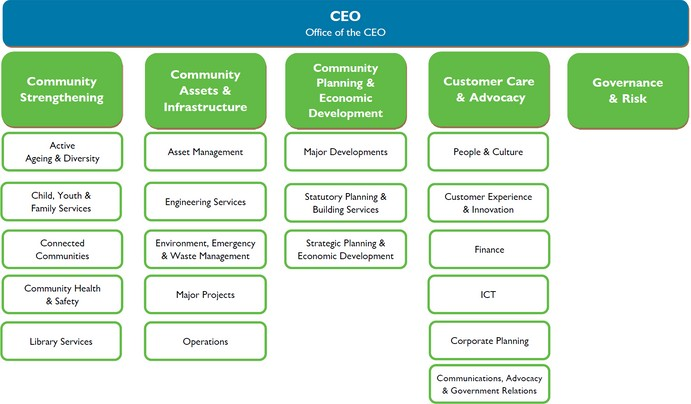 CEO
Office of the CEO
Community
Strengthening
Active
Ageing & Diversity
Child, Youth &
Family Services
Connected
Communities
Community Health
& Safety
Library Services
Community
Assets &
Infrastructure
Asset Management
Engineering Services
Environment, Emergency
& Waste Management
Major Projects
Operations
Community
Planning &
Economic
Development
Major Developments
Statutory Planning &
Building Services
Strategic Planning &
Economic Development
Customer Care
& Advocacy
People & Culture
Customer Experience
& Innovation
Finance
ICT
Corporate Planning
Communications, Advocacy
& Government Relations
Governance
& Risk